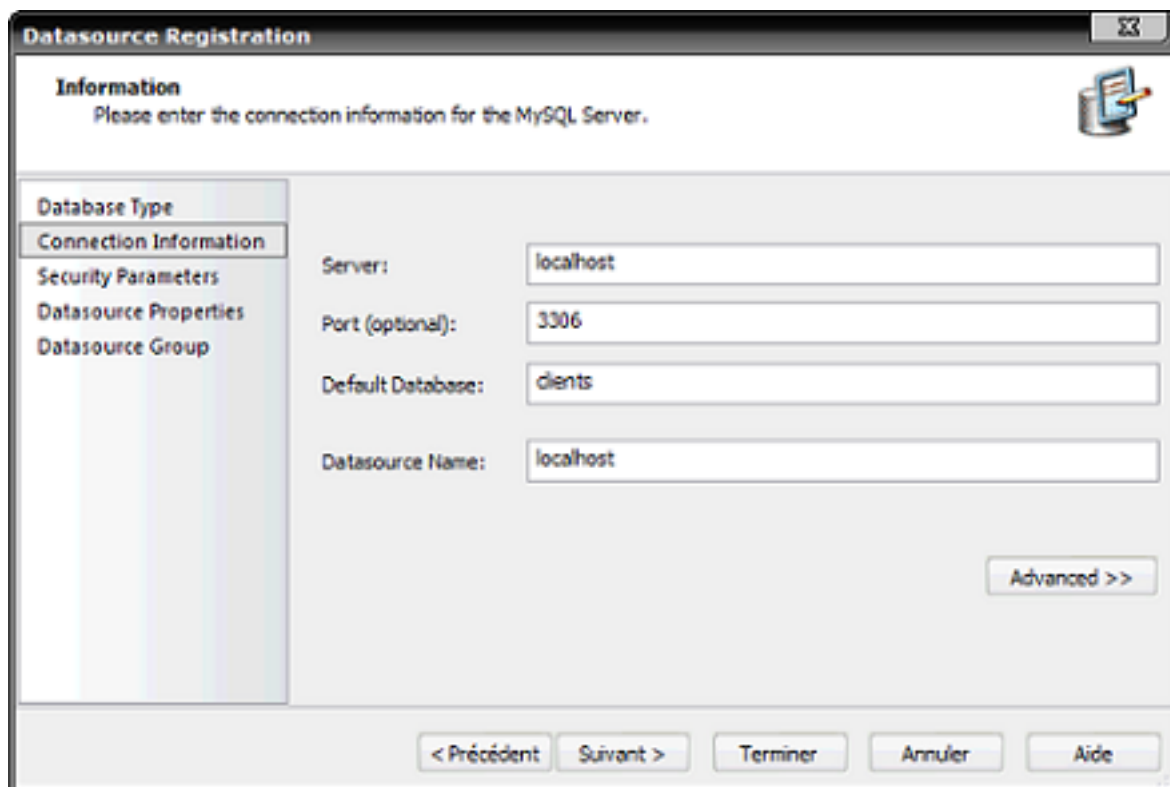 Datasource Registration
Information
Please enter the connection information for the MySQL Server.
Database Type
Connection Information
Security Parameters
Datasource Properties
Datasource Group
Server: localhost
Port (optional): 3306
Default Database: clients
Datasource Name: localhost
Advanced >>
< Précédent Suivant > Terminer Annuler Aide